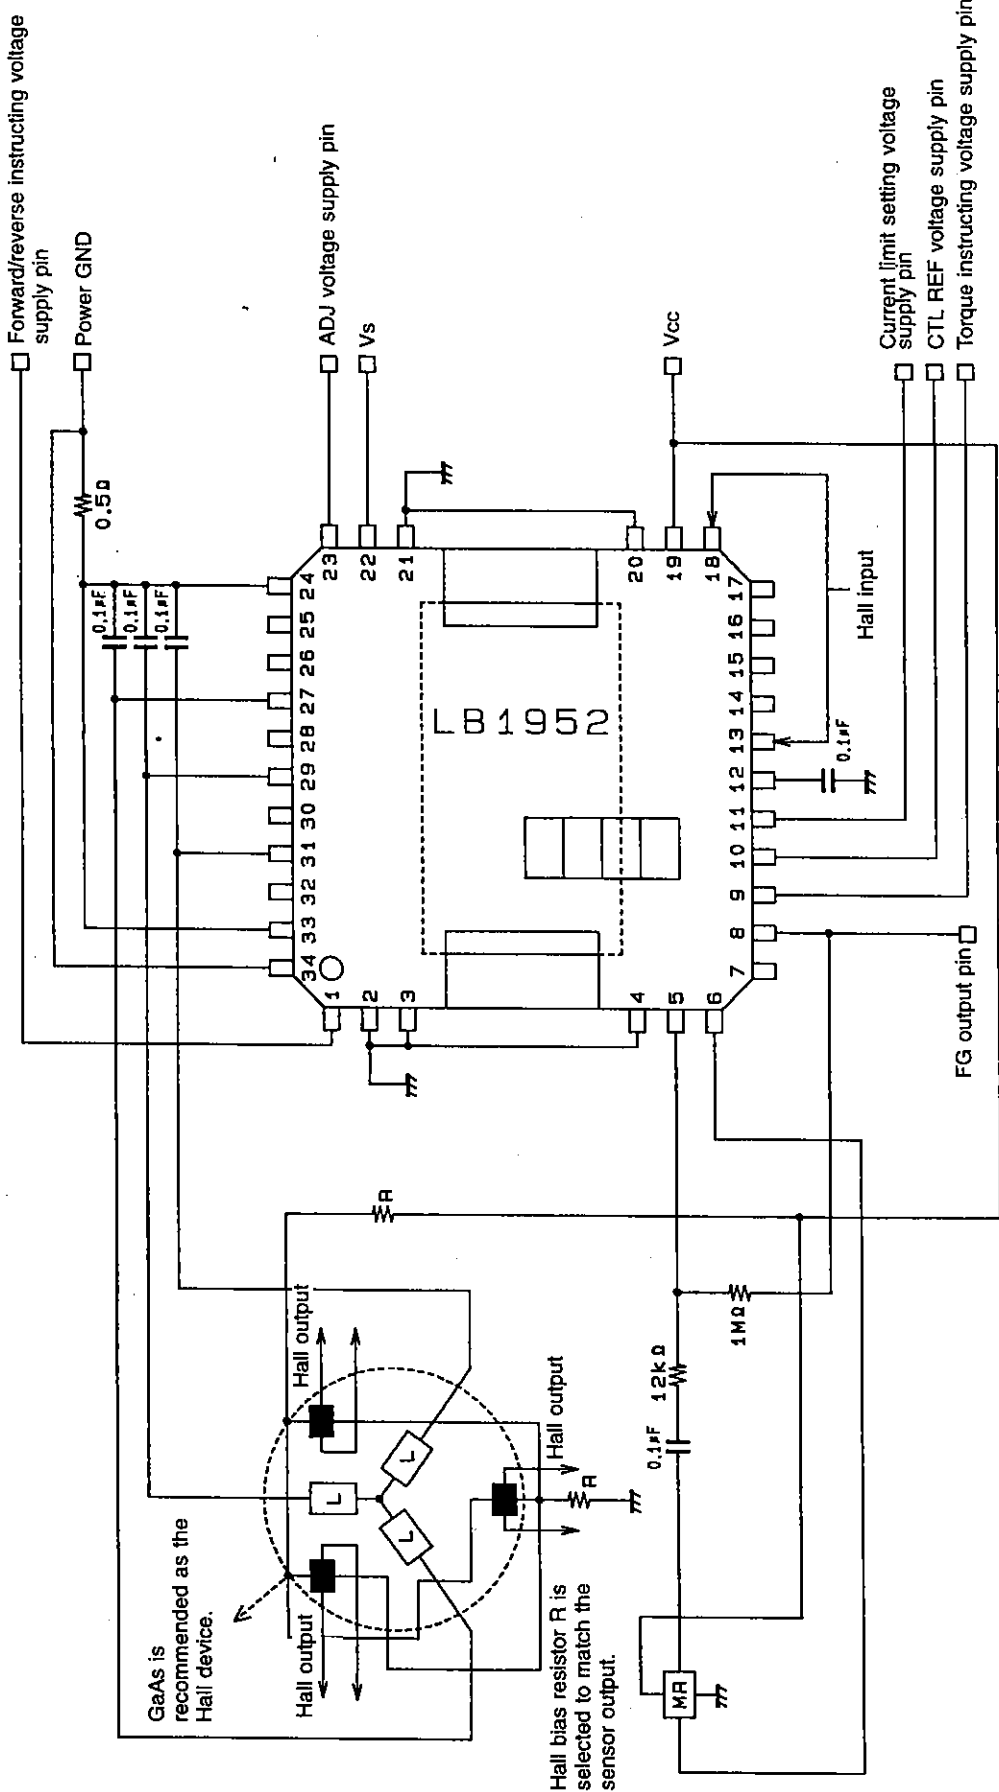 Forward/reverse instructing voltage
supply pin
Power GND
0.5Ω
0.1μF
0.1μF
0.1μF
ADJ voltage supply pin
Vs
Vcc
Current limit setting voltage
supply pin
CTL REF voltage supply pin
Torque instructing voltage supply pin
34 33 32 31 30 29 28 27 26 25 24
23
22
21
20
19
18
LB1952
1
2
3
4
5
6
7 8 9 10 11 12 13 14 15 16 17
0.1μF
Hall input
FG output pin
GaAs is
recommended as the
Hall device.
Hall output
Hall output
Hall output
L
L
L
R
R
Hall bias resistor R is
selected to match the
sensor output.
0.1μF
12kΩ
1MΩ
MR